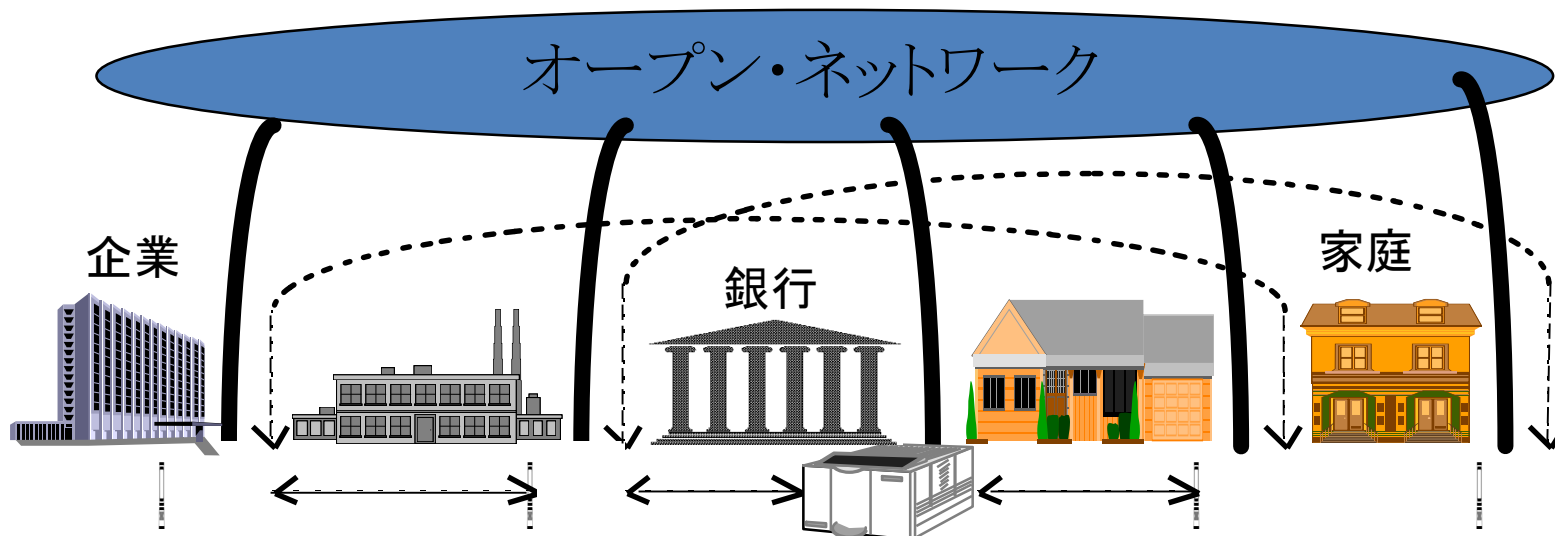 オープン・ネットワーク
企業
銀行
家庭